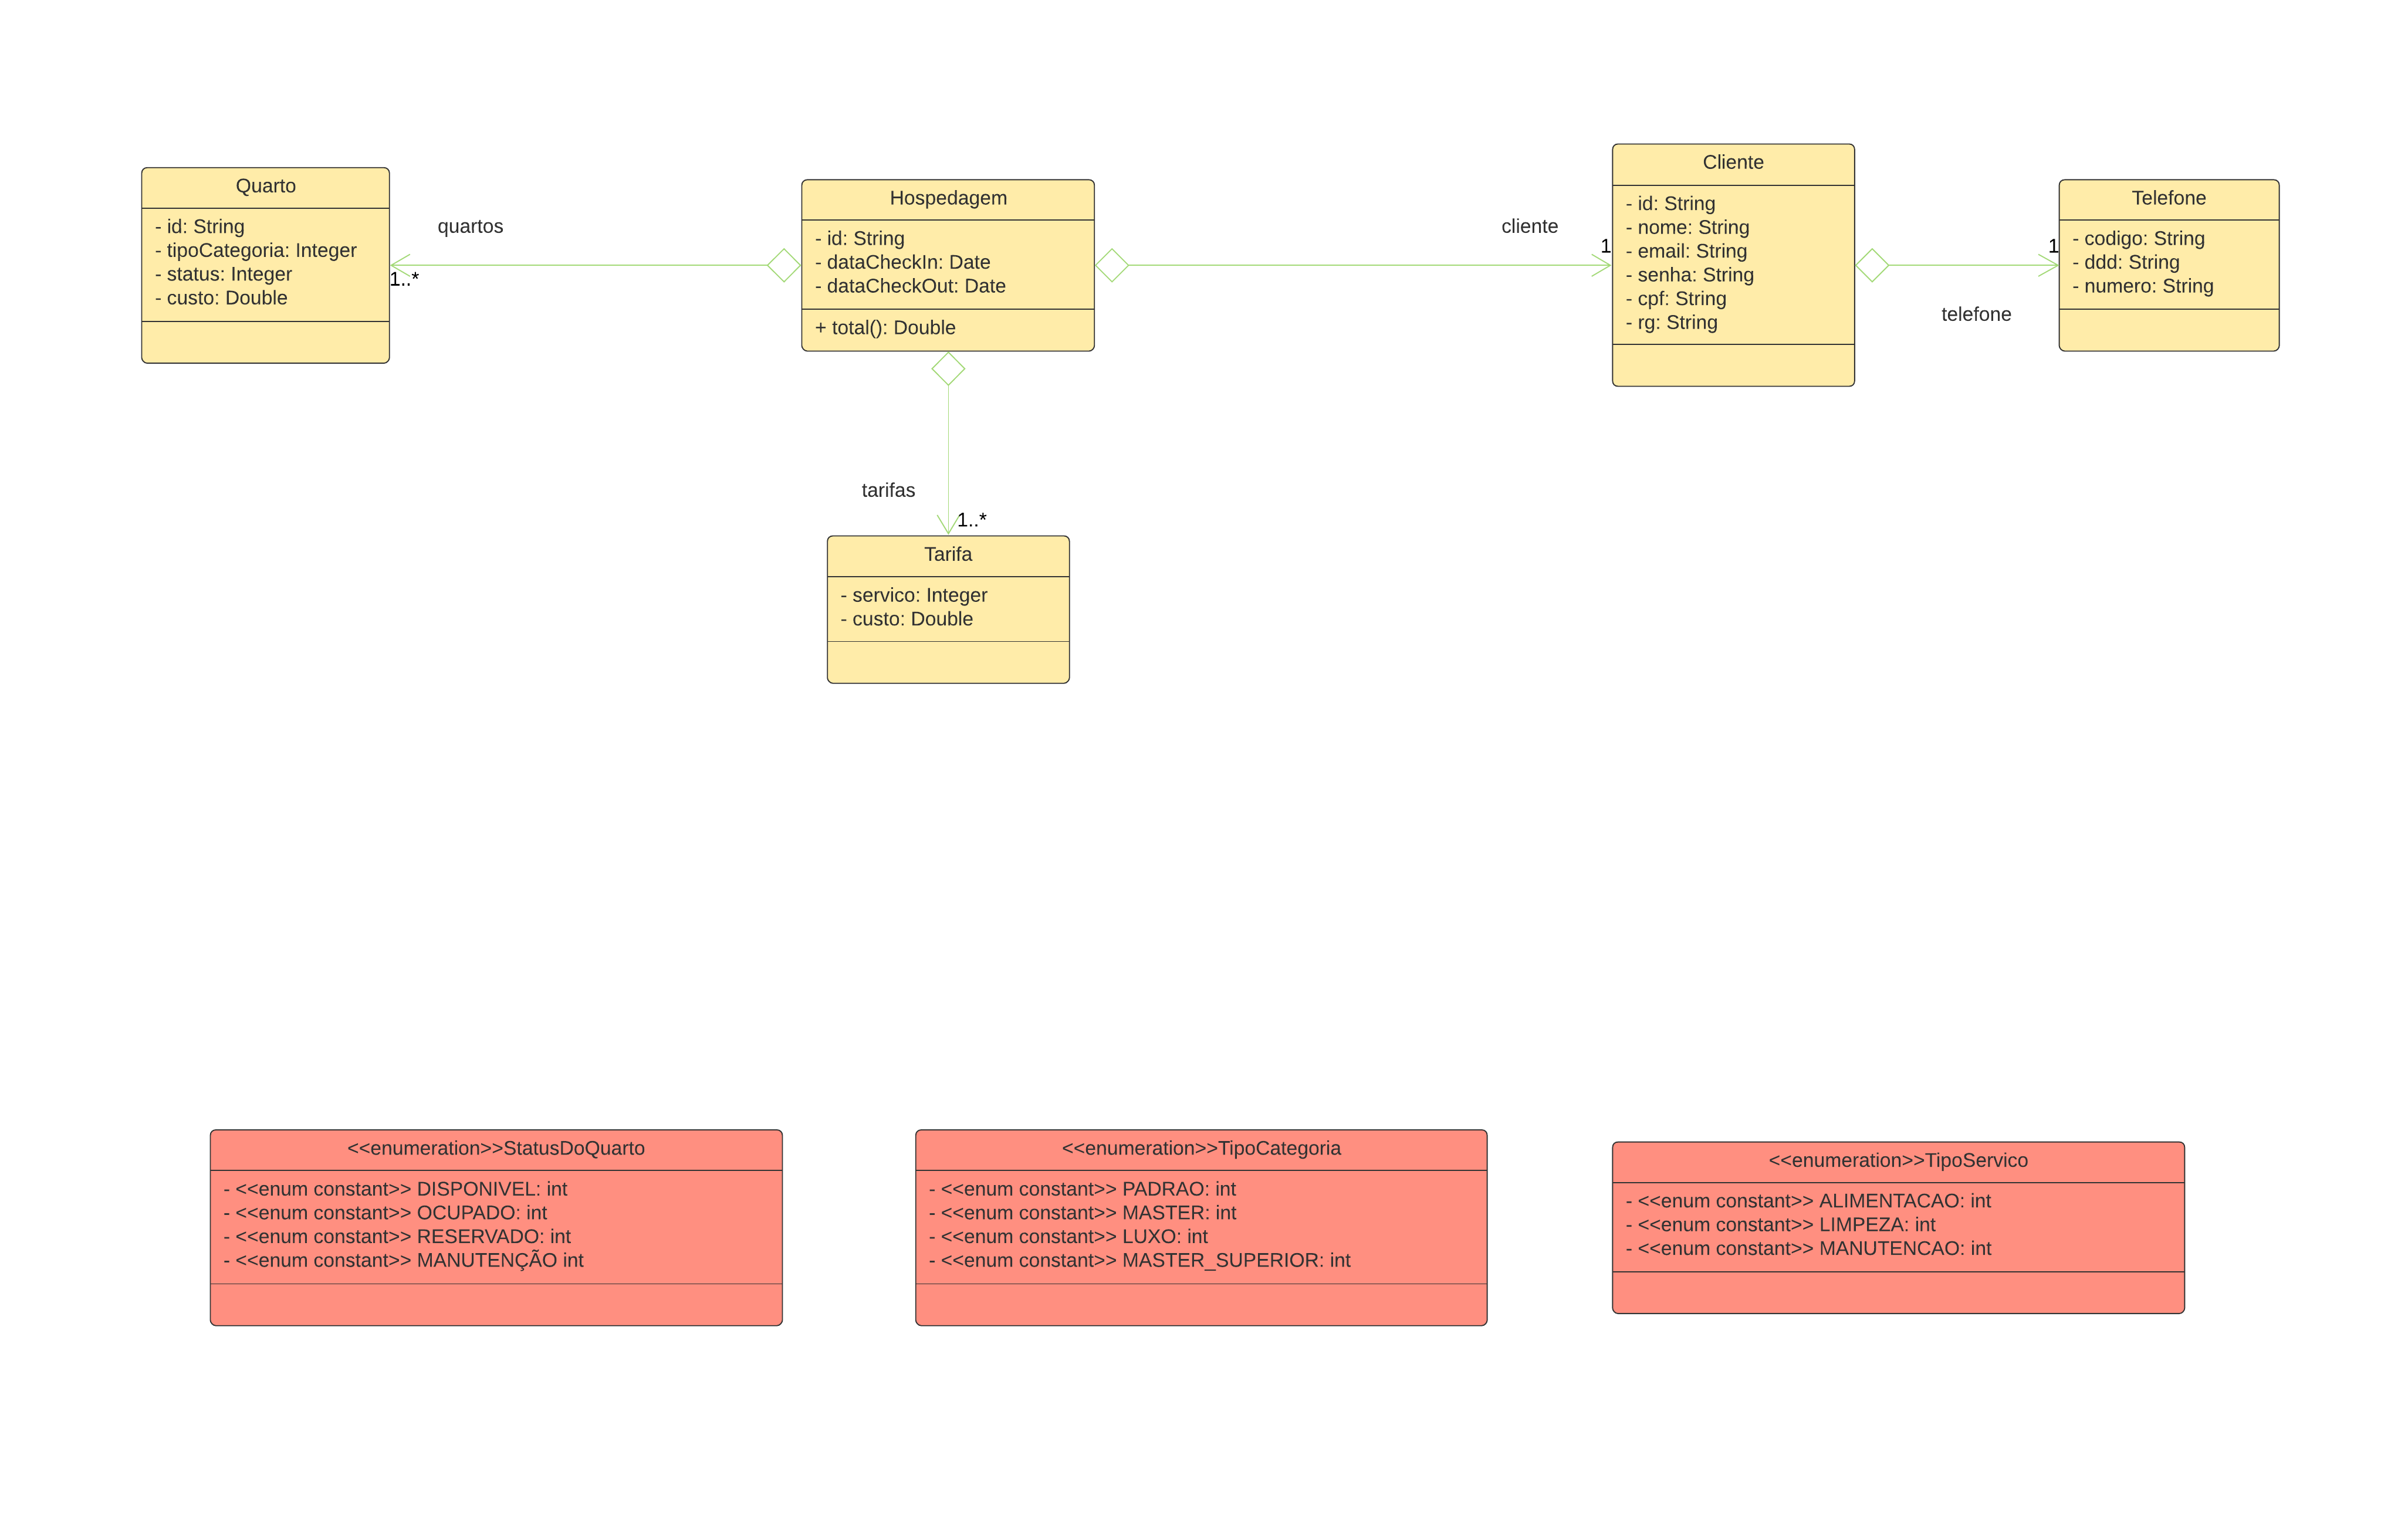 Quarto
- id: String
- tipoCategoria: Integer
- status: Integer
- custo: Double
quartos
1..*
Hospedagem
- id: String
- dataCheckIn: Date
- dataCheckOut: Date
+ total(): Double
cliente
1
Cliente
- id: String
- nome: String
- email: String
- senha: String
- cpf: String
- rg: String
1
telefone
Telefone
- codigo: String
- ddd: String
- numero: String
tarifas
1..*
Tarifa
- servico: Integer
- custo: Double
<<enumeration>>StatusDoQuarto
- <<enum constant>> DISPONIVEL: int
- <<enum constant>> OCUPADO: int
- <<enum constant>> RESERVADO: int
- <<enum constant>> MANUTENÇÃO int
<<enumeration>>TipoCategoria
- <<enum constant>> PADRAO: int
- <<enum constant>> MASTER: int
- <<enum constant>> LUXO: int
- <<enum constant>> MASTER_SUPERIOR: int
<<enumeration>>TipoServico
- <<enum constant>> ALIMENTACAO: int
- <<enum constant>> LIMPEZA: int
- <<enum constant>> MANUTENCAO: int